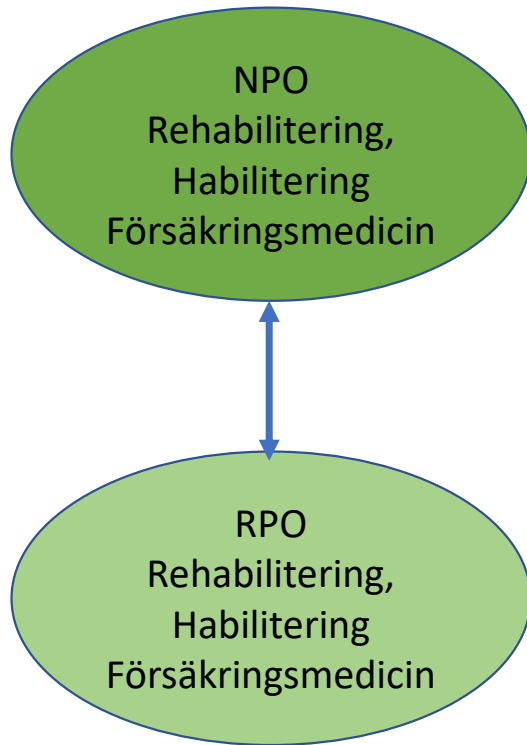 NPO
Rehabilitering,
Habilitering
Försäkringsmedicin
RPO
Rehabilitering,
Habilitering
Försäkringsmedicin